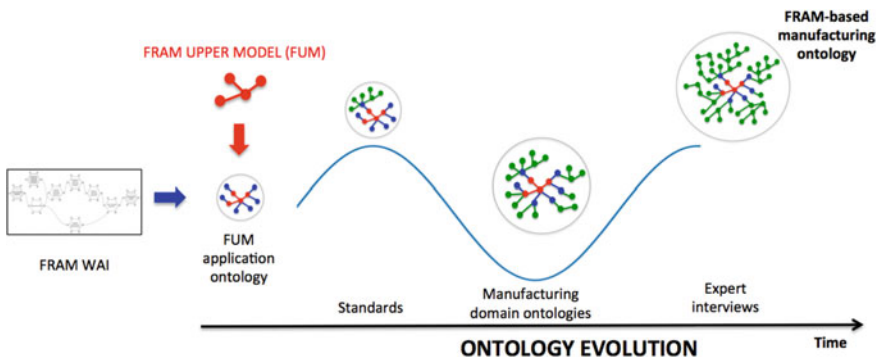 FRAM-based
manufacturing
ontology
FRAM UPPER MODEL (FUM)
FRAM WAI
FUM
application
ontology
Standards
Manufacturing
domain ontologies
Expert
interviews
Time
ONTOLOGY EVOLUTION